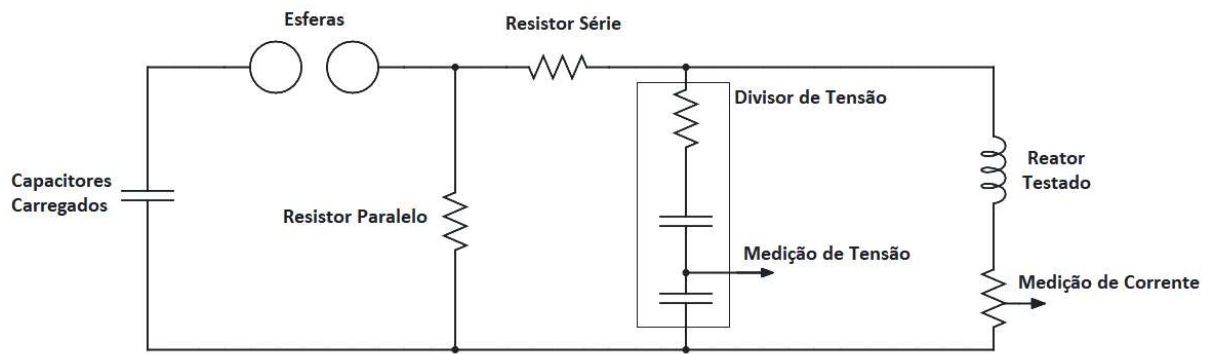 Esferas
Resistor Série
Divisor de Tensão
Capacitores
Carregados
Resistor Paralelo
Reator
Testado
Medição de Tensão
Medição de Corrente